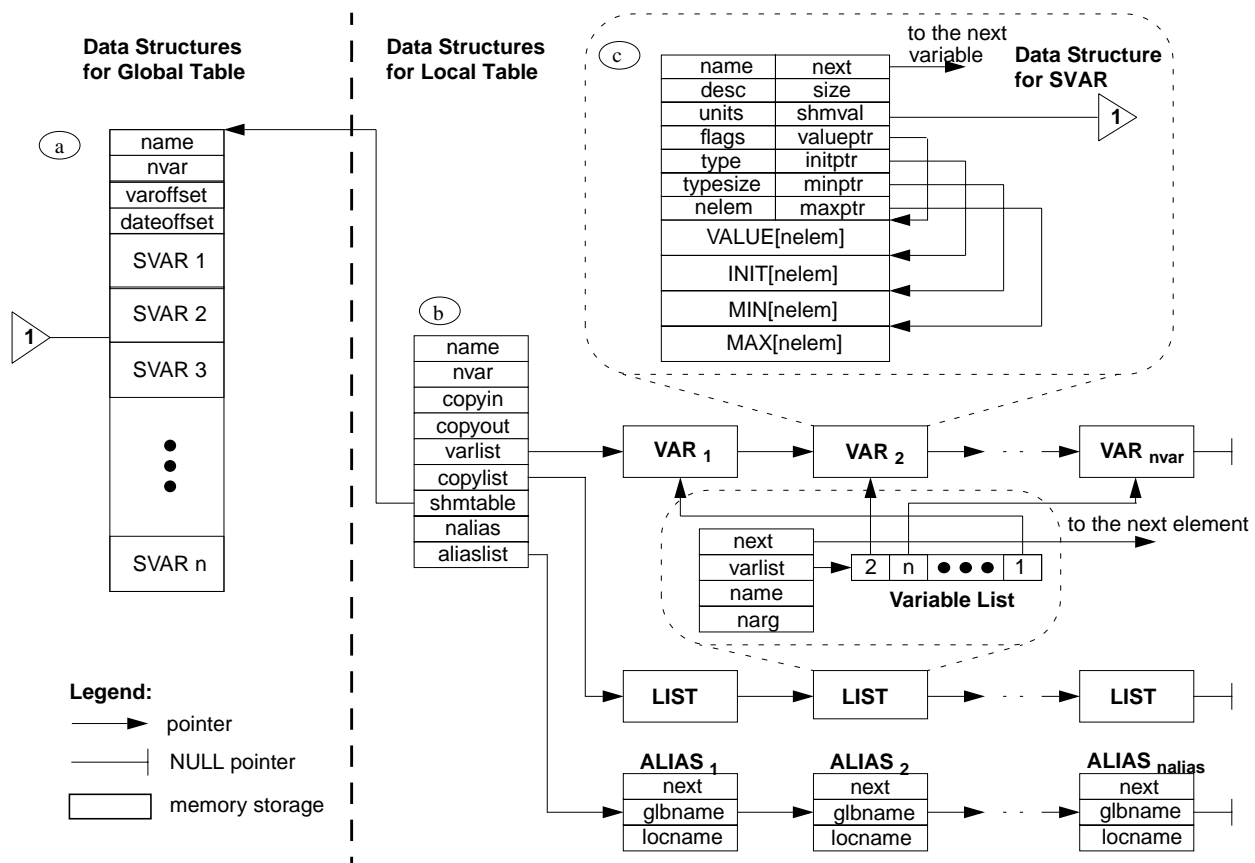 Data Structures
for Global Table
a
name
nvar
varoffset
dateoffset
SVAR 1
SVAR 2
SVAR 3
SVAR n
1
Legend:
pointer
NULL pointer
memory storage
Data Structures
for Local Table
b
name
nvar
copyin
copyout
varlist
copylist
shmtable
nalias
aliaslist
c
to the next
variable
Data Structure
for SVAR
name next
desc size
units shmval
flags valueptr
type initptr
typesize minptr
nelem maxptr
VALUE[nelem]
INIT[nelem]
MIN[nelem]
MAX[nelem]
1
VAR 1
VAR 2
VAR nvar
next
varlist
name
narg
2 n 1
Variable List
to the next element
LIST
LIST
LIST
ALIAS 1
next
glbname
locname
ALIAS 2
next
glbname
locname
ALIAS nalias
next
glbname
locname